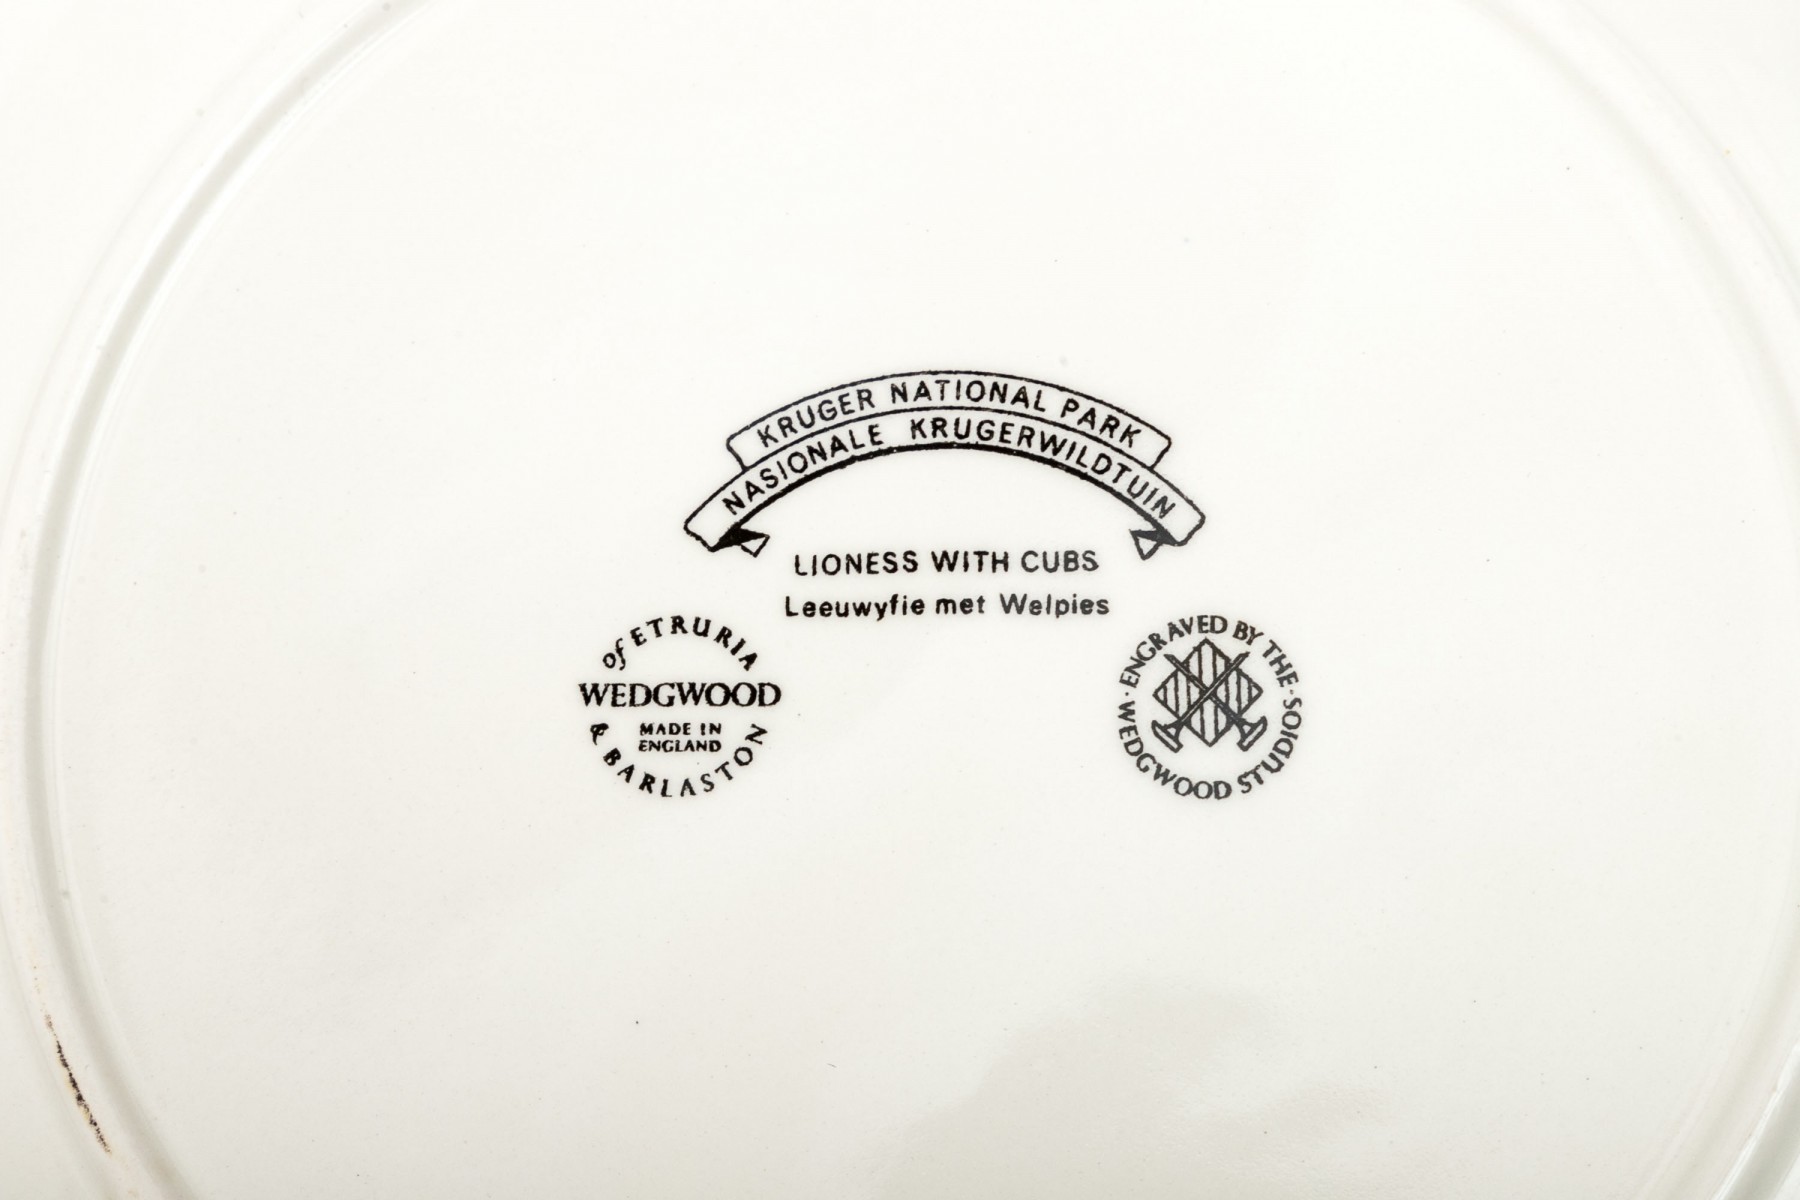 KRUGER NATIONAL PARK
NASIONALE KRUGERWILDTUIN
LIONESS WITH CUBS
Leeuwyfie met Welpies
of ETRURIA
WEDGWOOD
MADE IN
ENGLAND
& BARLASTON
ENGRAVED BY THE · WEDGWOOD STUDIOS ·